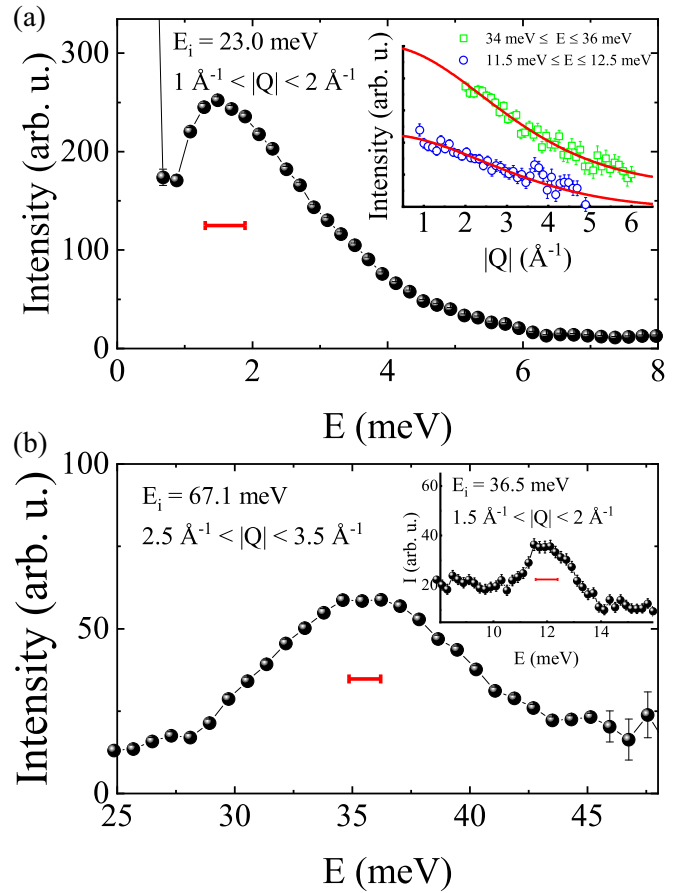 (a)
300
200
100
0
Intensity (arb. u.)
E_i = 23.0 meV
1 Å⁻¹ < |Q| < 2 Å⁻¹
34 meV ≤ E ≤ 36 meV
11.5 meV ≤ E ≤ 12.5 meV
Intensity (arb. u.)
1 2 3 4 5 6
|Q| (Å⁻¹)
0 2 4 6 8
E (meV)
(b)
100
50
0
Intensity (arb. u.)
E_i = 67.1 meV
2.5 Å⁻¹ < |Q| < 3.5 Å⁻¹
60
40
20
I (arb. u.)
E_i = 36.5 meV
1.5 Å⁻¹ < |Q| < 2 Å⁻¹
10 12 14
E (meV)
25 30 35 40 45
E (meV)